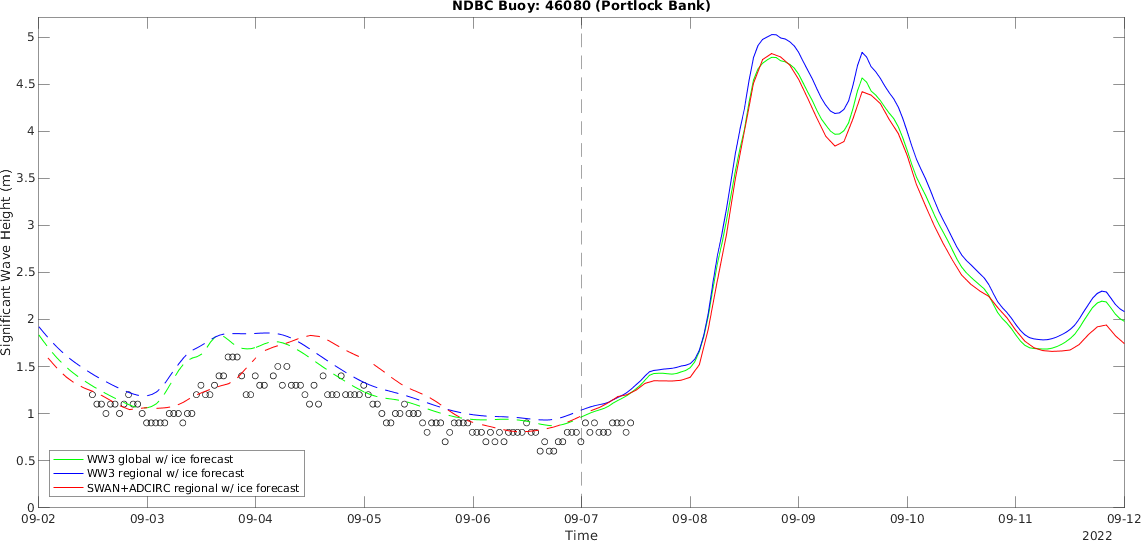 NDBC Buoy: 46080 (Portlock Bank)
5
4.5
4
3.5
3
2.5
2
1.5
1
0.5
0
Significant Wave Height (m)
WW3 global w/ ice forecast
WW3 regional w/ ice forecast
SWAN+ADCIRC regional w/ ice forecast
09-02 09-03 09-04 09-05 09-06 09-07 09-08 09-09 09-10 09-11 09-12
Time
2022